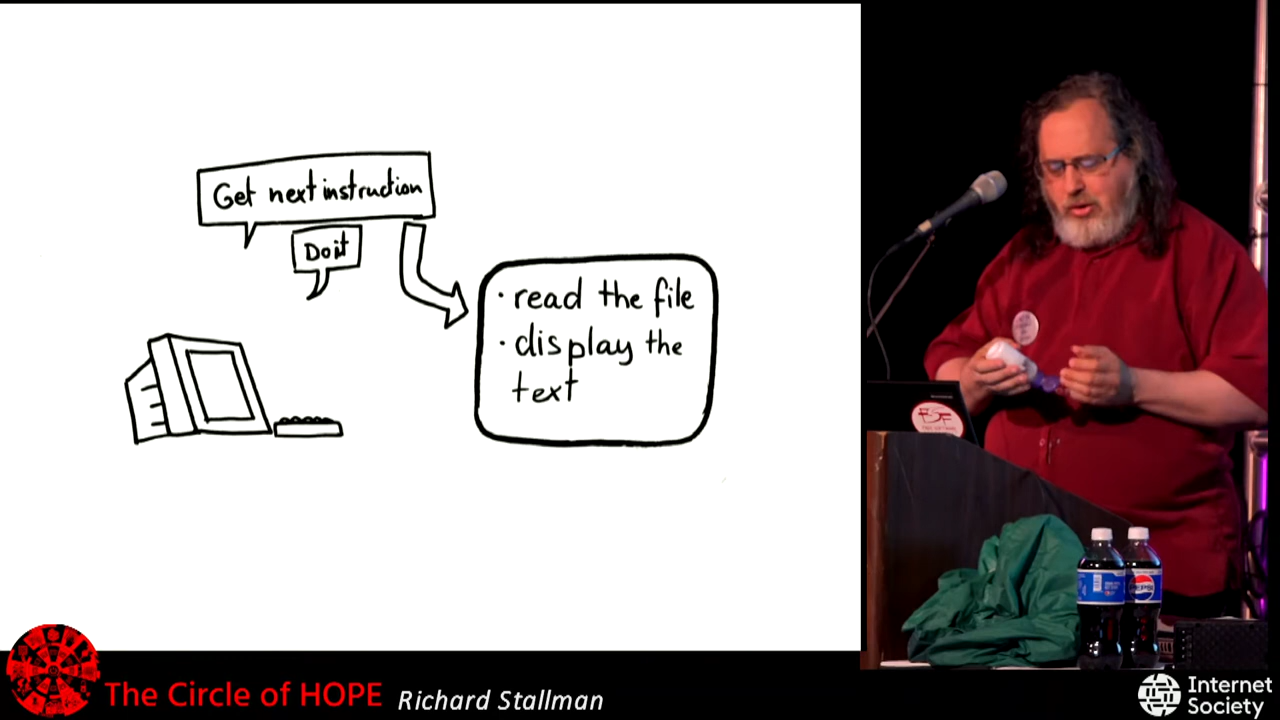 Get next instruction
Do it
· read the file
· display the
text
FSF
The Circle of HOPE
Richard Stallman
Internet
Society